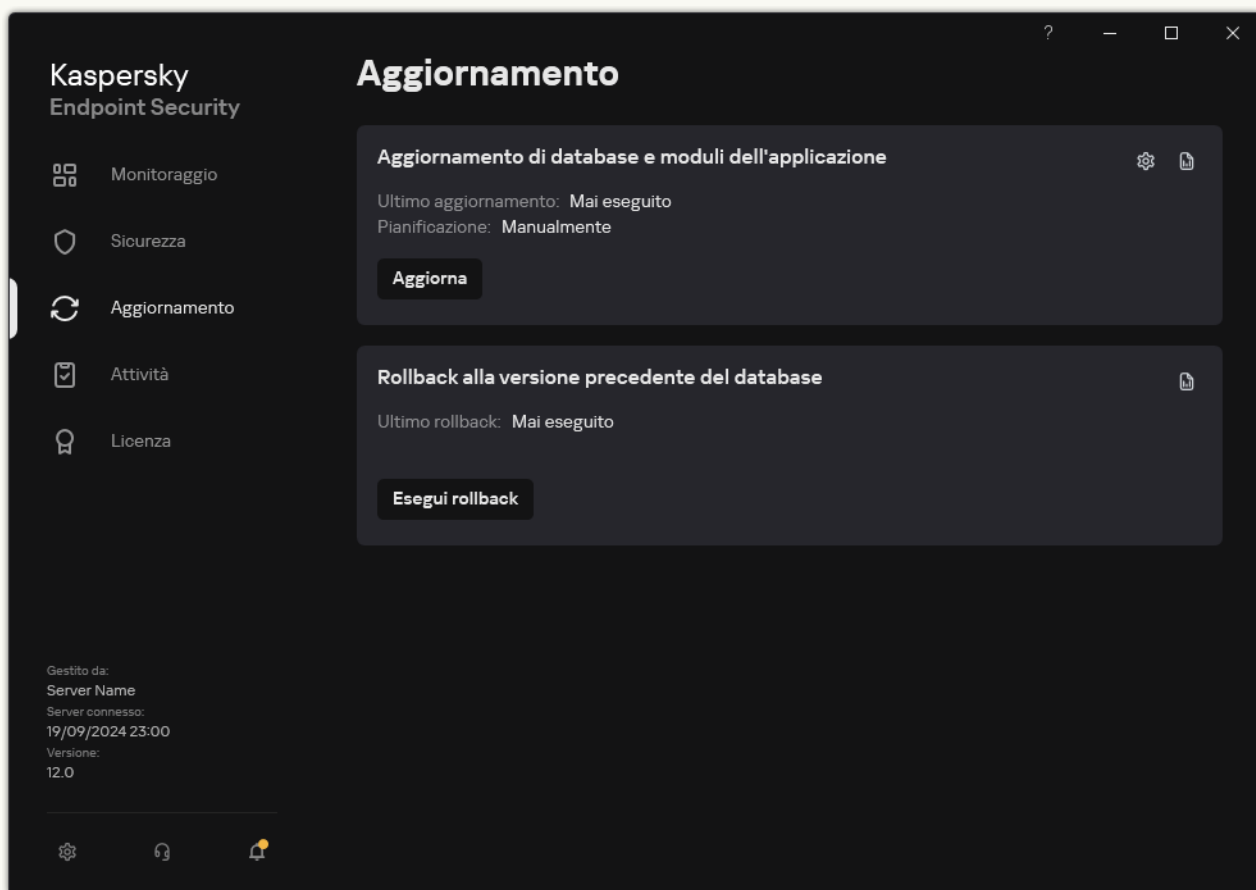 ?
Kaspersky
Endpoint Security
Monitoraggio
Sicurezza
Aggiornamento
Attività
Licenza
Gestito da:
Server Name
Server connesso:
19/09/2024 23:00
Versione:
12.0
Aggiornamento
Aggiornamento di database e moduli dell'applicazione
Ultimo aggiornamento: Mai eseguito
Pianificazione: Manualmente
Aggiorna
Rollback alla versione precedente del database
Ultimo rollback: Mai eseguito
Esegui rollback